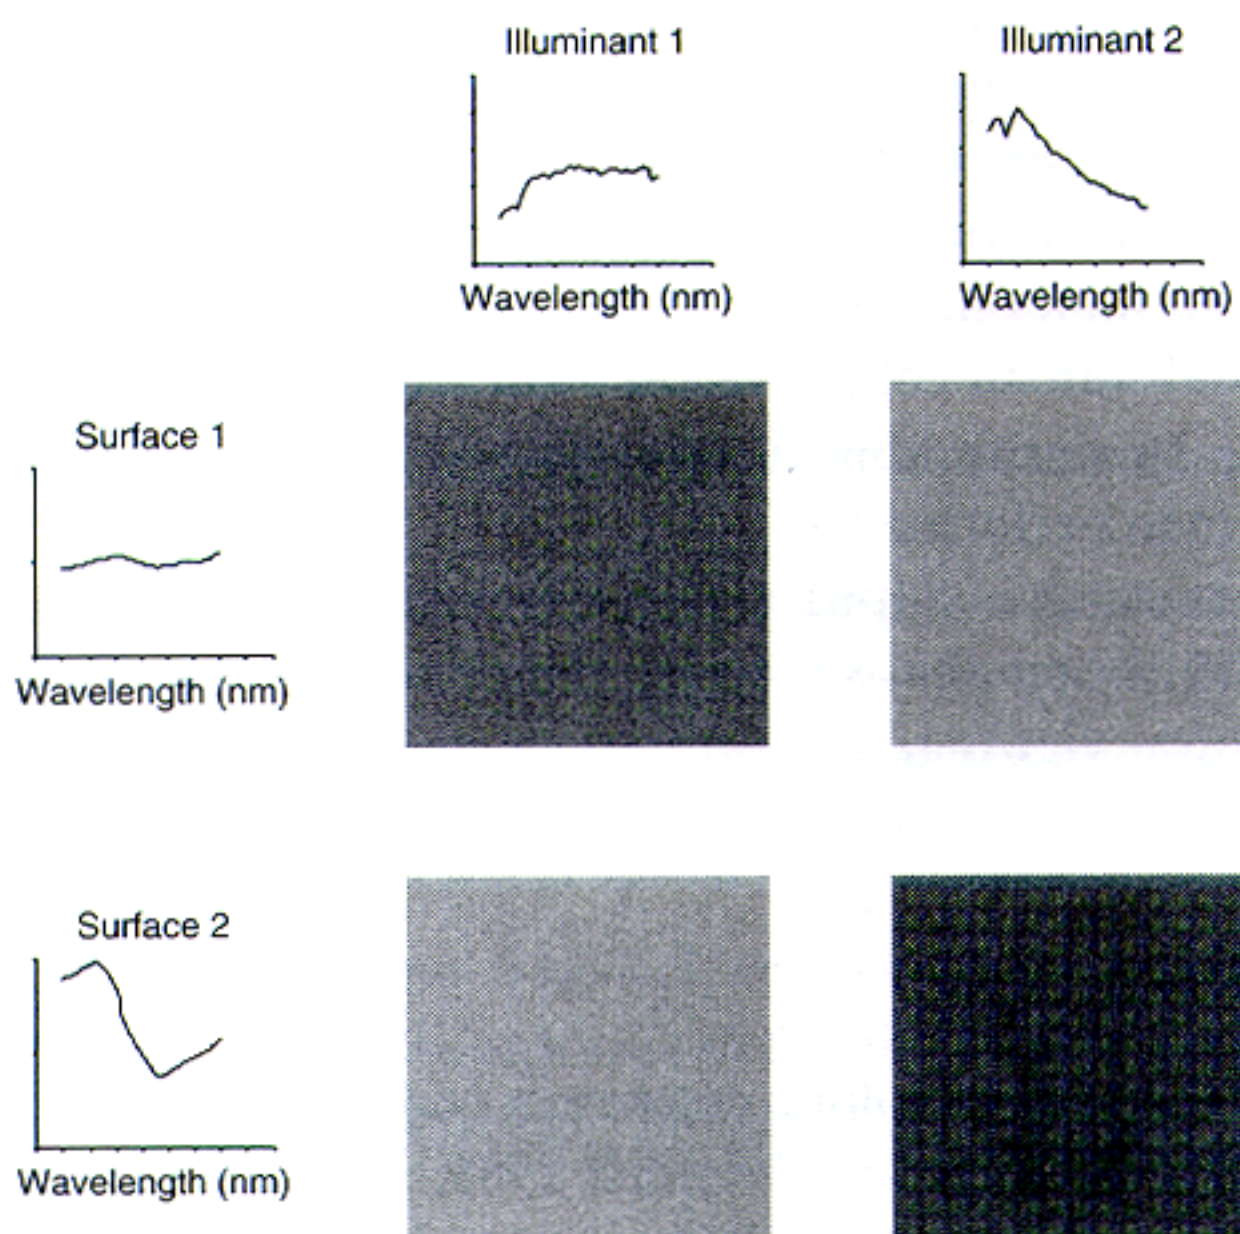 Illuminant 1
Illuminant 2
Wavelength (nm)
Wavelength (nm)
Surface 1
Wavelength (nm)
Surface 2
Wavelength (nm)